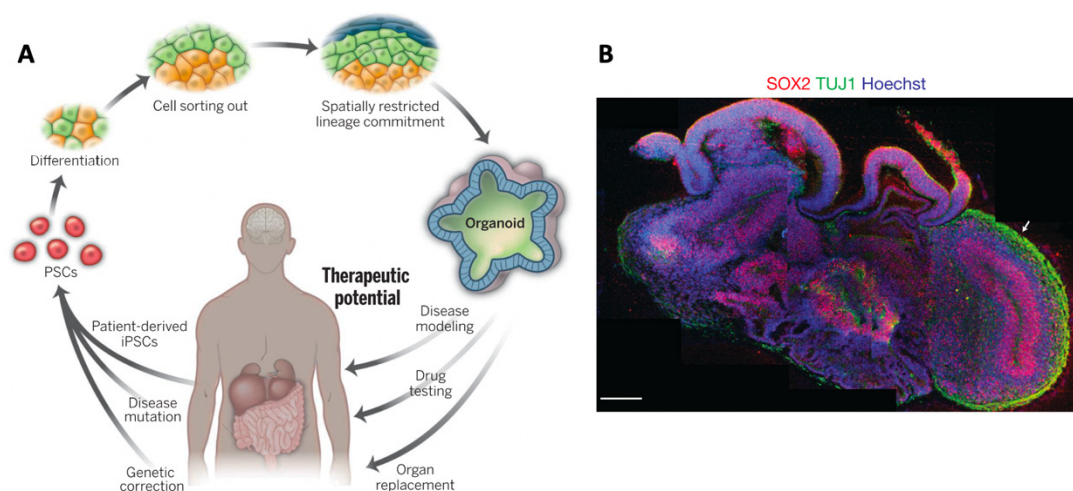 A
Cell sorting out
Spatially restricted
lineage commitment
Differentiation
PSCs
Organoid
Therapeutic
potential
Patient-derived
iPSCs
Disease
mutation
Genetic
correction
Disease
modeling
Drug
testing
Organ
replacement
B
SOX2 TUJ1 Hoechst